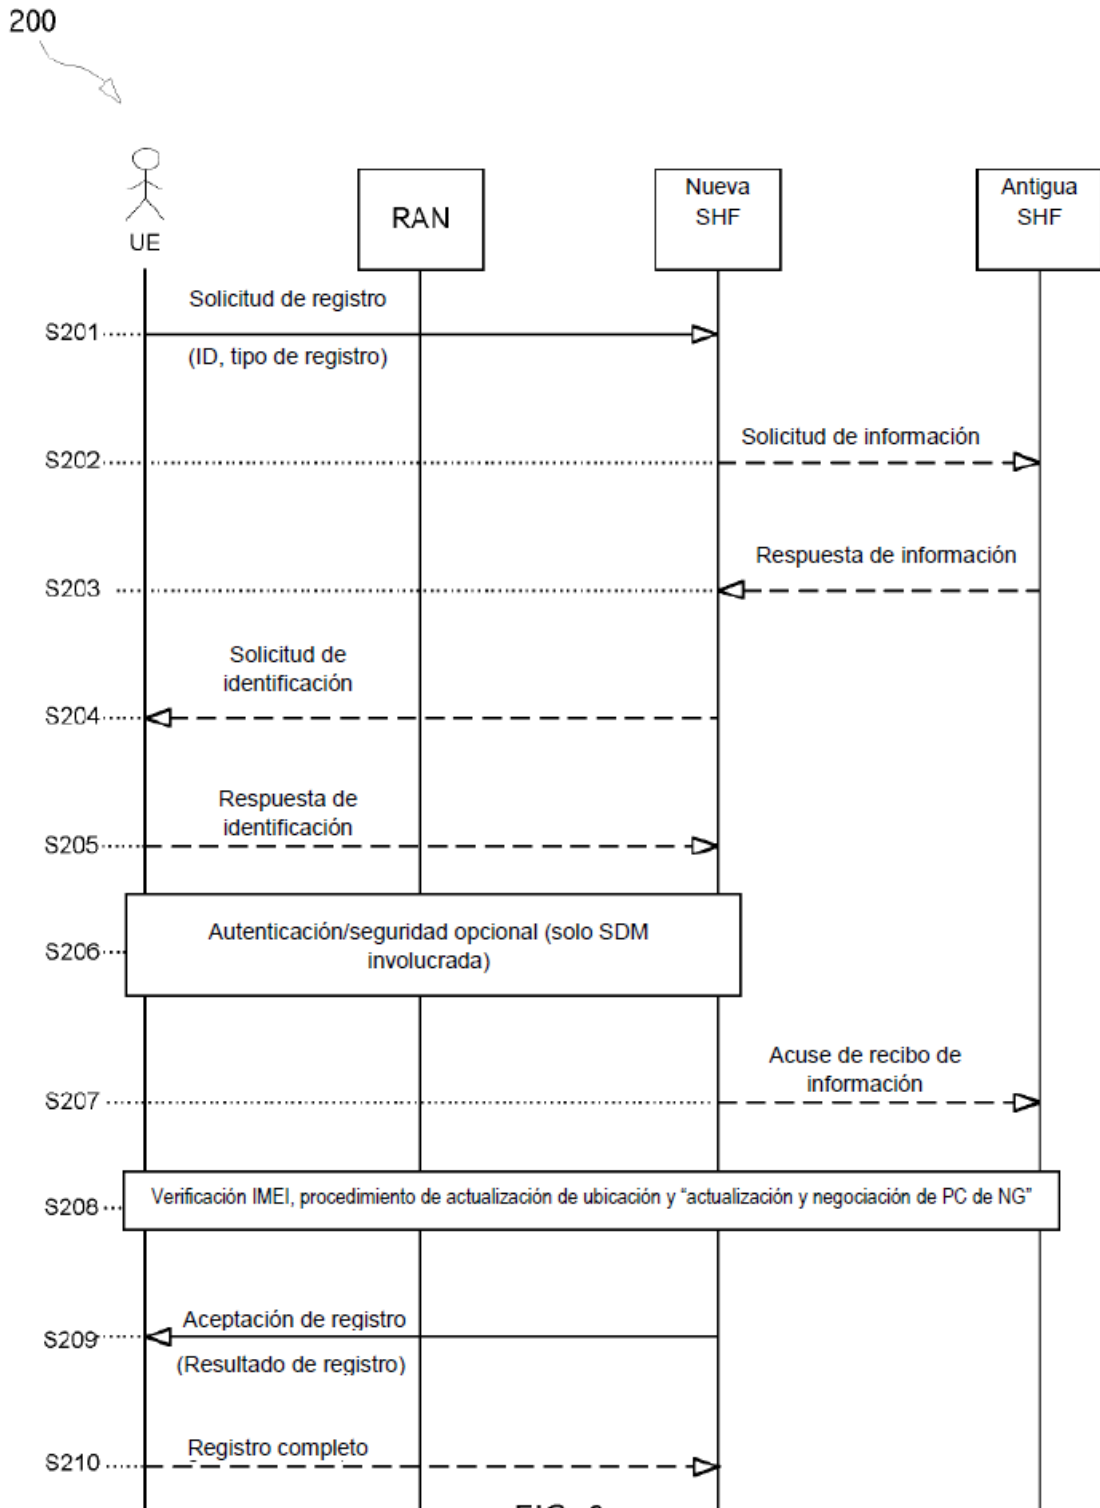 200
UE
RAN
Nueva
SHF
Antigua
SHF
Solicitud de registro
S201
(ID, tipo de registro)
Solicitud de información
S202
Respuesta de información
S203
Solicitud de
identificación
S204
Respuesta de
identificación
S205
Autenticación/seguridad opcional (solo SDM
involucrada)
S206
Acuse de recibo de
información
S207
Verificación IMEI, procedimiento de actualización de ubicación y “actualización y negociación de PC de NG”
S208
Aceptación de registro
S209
(Resultado de registro)
Registro completo
S210